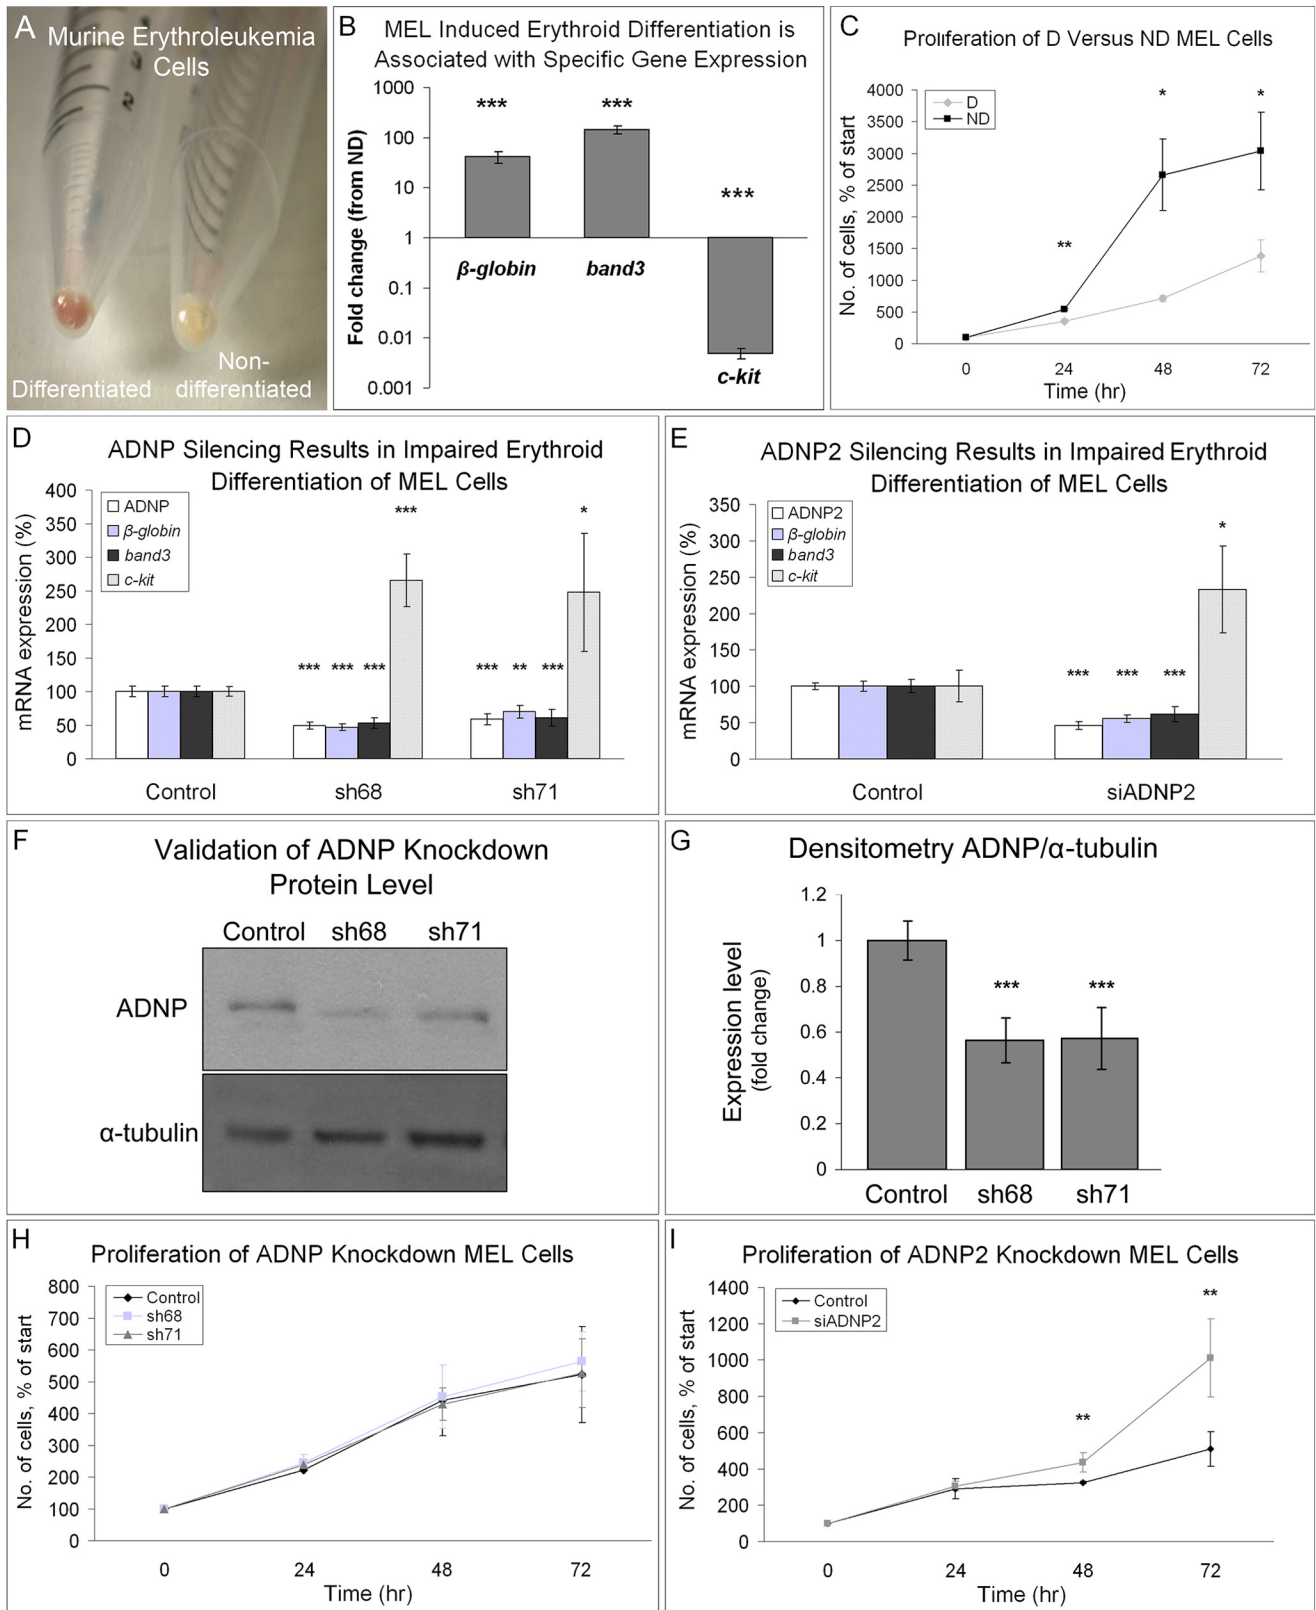 A
Murine Erythroleukemia
Cells
Differentiated
Non-
differentiated
B
MEL Induced Erythroid Differentiation is
Associated with Specific Gene Expression
Fold change (from ND)
1000
100
10
1
0.1
0.01
0.001
***
***
***
β-globin
band3
c-kit
C
Proliferation of D Versus ND MEL Cells
No. of cells, % of start
4000
3500
3000
2500
2000
1500
1000
500
0
D
ND
**
*
*
0 24 48 72
Time (hr)
D
ADNP Silencing Results in Impaired Erythroid
Differentiation of MEL Cells
mRNA expression (%)
400
350
300
250
200
150
100
50
0
ADNP
β-globin
band3
c-kit
*** *** *** ***
*** ** *** *
Control sh68 sh71
E
ADNP2 Silencing Results in Impaired Erythroid
Differentiation of MEL Cells
mRNA expression (%)
350
300
250
200
150
100
50
0
ADNP2
β-globin
band3
c-kit
*** *** *** *
Control siADNP2
F
Validation of ADNP Knockdown
Protein Level
Control sh68 sh71
ADNP
α-tubulin
G
Densitometry ADNP/α-tubulin
Expression level
(fold change)
1.2
1
0.8
0.6
0.4
0.2
0
*** ***
Control sh68 sh71
H
Proliferation of ADNP Knockdown MEL Cells
No. of cells, % of start
800
700
600
500
400
300
200
100
0
Control
sh68
sh71
0 24 48 72
Time (hr)
I
Proliferation of ADNP2 Knockdown MEL Cells
No. of cells, % of start
1400
1200
1000
800
600
400
200
0
Control
siADNP2
**
**
0 24 48 72
Time (hr)